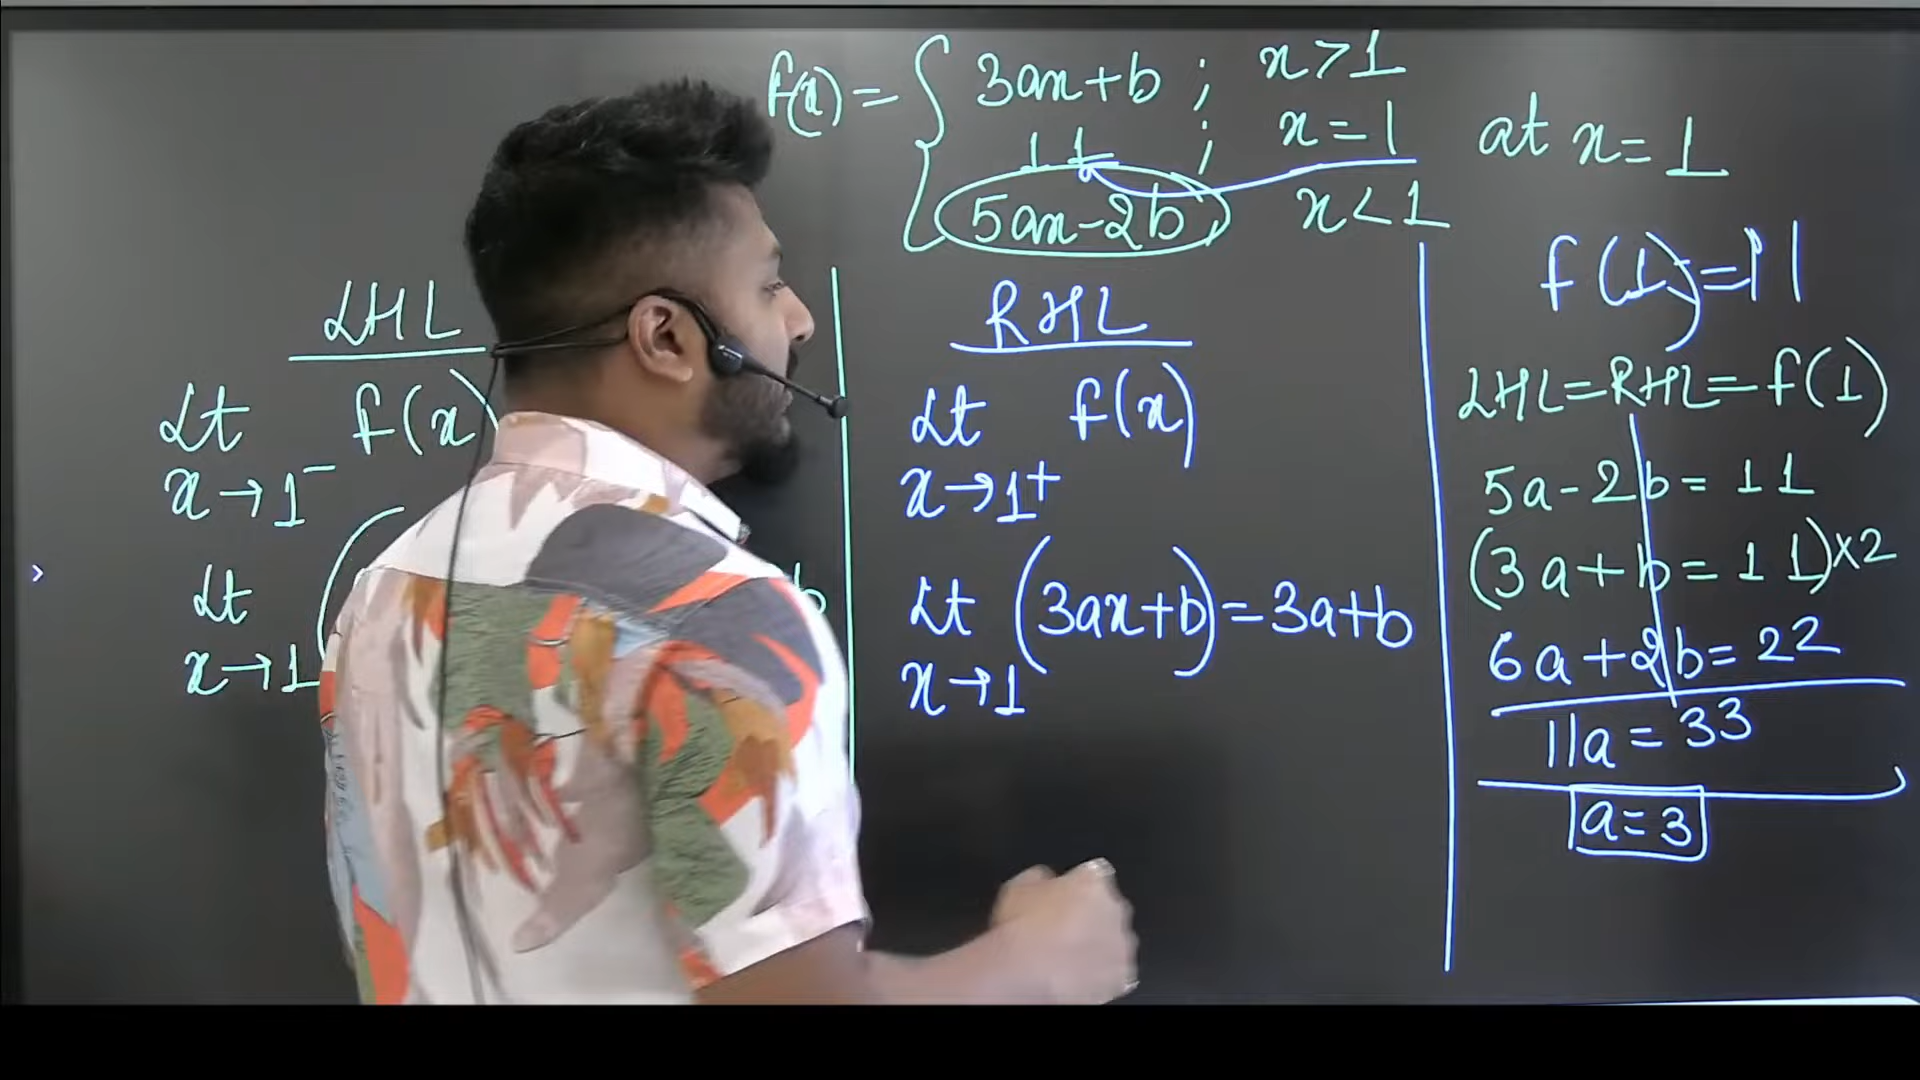 f(x) = { 3ax+b ; x>1
11 ; x=1
5ax-2b ; x<1
at x=1
LHL
Lt f(x)
x→1⁻
Lt (
x→1
b
RHL
Lt f(x)
x→1⁺
Lt (3ax+b) = 3a+b
x→1
f(1)=11
LHL=RHL=f(1)
5a-2b=11
(3a+b=11)×2
6a+2b=22
11a=33
a=3